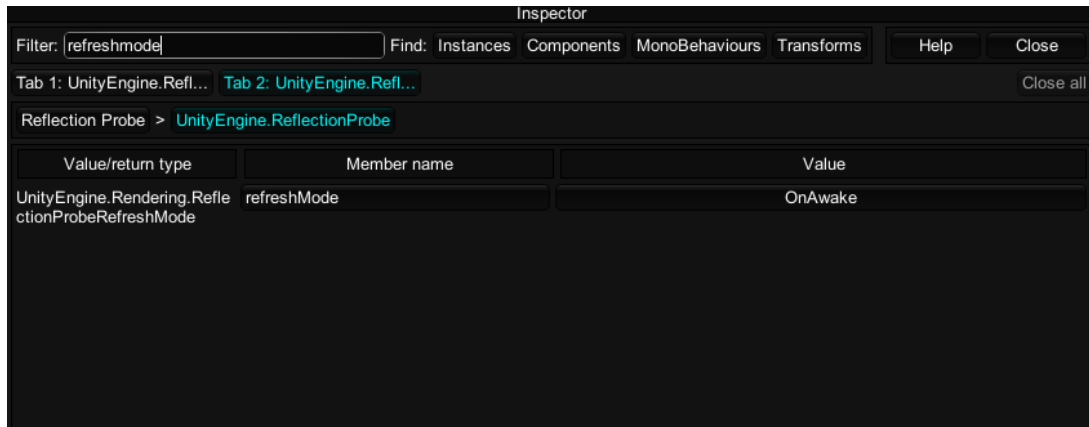 Inspector
Filter: refreshmode Find: Instances Components MonoBehaviours Transforms Help Close
Tab 1: UnityEngine.Refl... Tab 2: UnityEngine.Refl... Close all
Reflection Probe > UnityEngine.ReflectionProbe
Value/return type Member name Value
UnityEngine.Rendering.Refle refreshMode OnAwake
ctionProbeRefreshMode